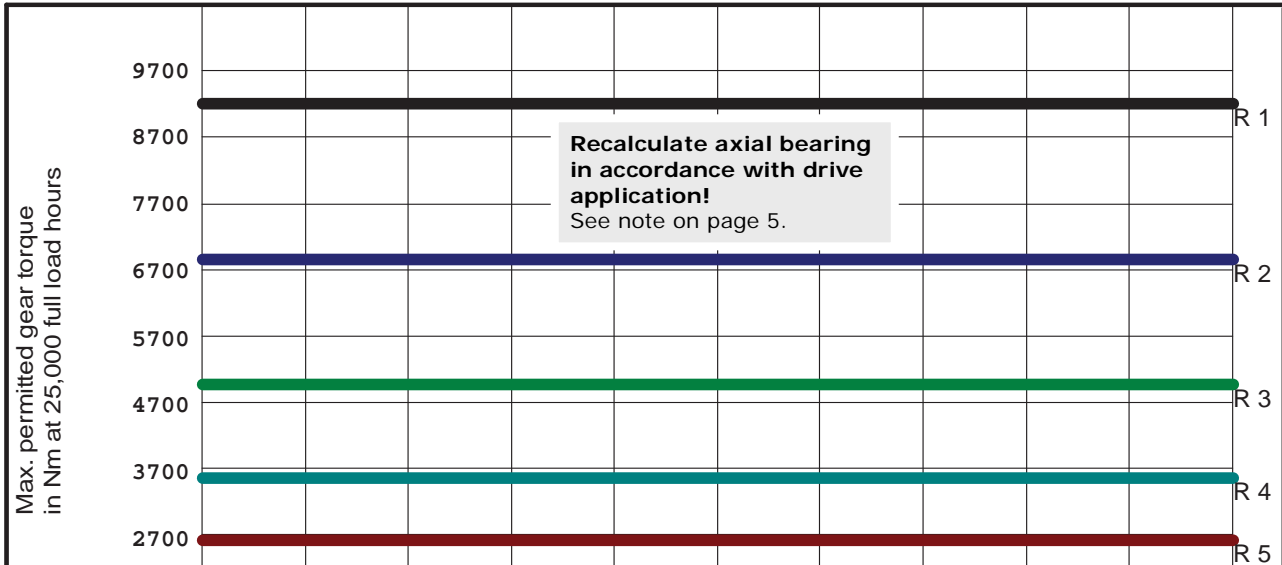 Max. permitted gear torque
in Nm at 25,000 full load hours
9700
8700
7700
6700
5700
4700
3700
2700
Recalculate axial bearing
in accordance with drive
application!
See note on page 5.
R 1
R 2
R 3
R 4
R 5